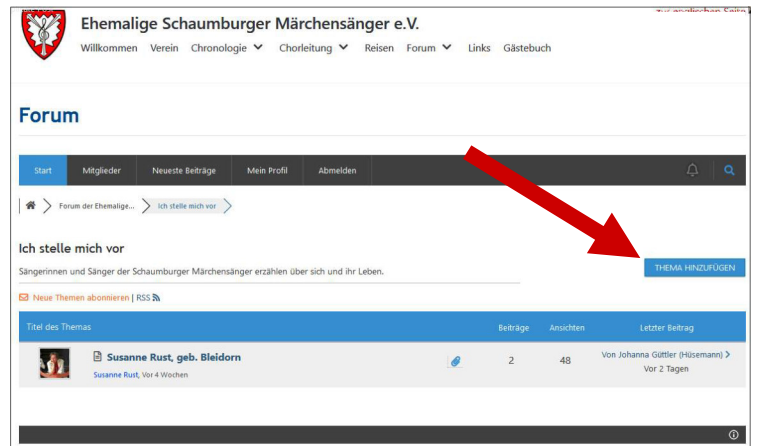 zur englischen Seite
Ehemalige Schaumburger Märchensänger e.V.
Willkommen Verein Chronologie Chorleitung Reisen Forum Links Gästebuch
Forum
Start Mitglieder Neueste Beiträge Mein Profil Abmelden
Forum der Ehemalige... Ich stelle mich vor
Ich stelle mich vor
Sängerinnen und Sänger der Schaumburger Märchensänger erzählen über sich und ihr Leben.
THEMA HINZUFÜGEN
Neue Themen abonnieren | RSS
Titel des Themas Beiträge Ansichten Letzter Beitrag
Susanne Rust, geb. Bleidorn 2 48 Von Johanna Güttler (Hüsemann)
Susanne Rust, Vor 4 Wochen Vor 2 Tagen